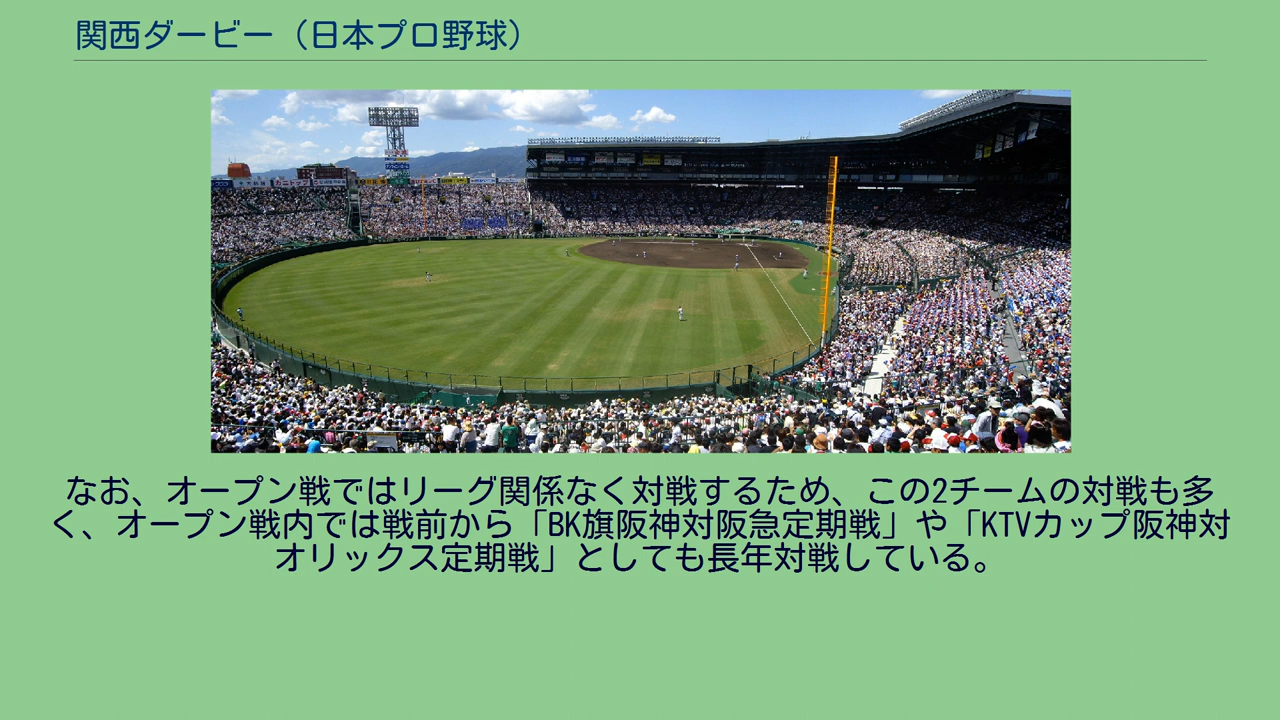 関西ダービー（日本プロ野球）
なお、オープン戦ではリーグ関係なく対戦するため、この2チームの対戦も多
く、オープン戦内では戦前から「BK旗阪神対阪急定期戦」や「KTVカップ阪神対
オリックス定期戦」としても長年対戦している。